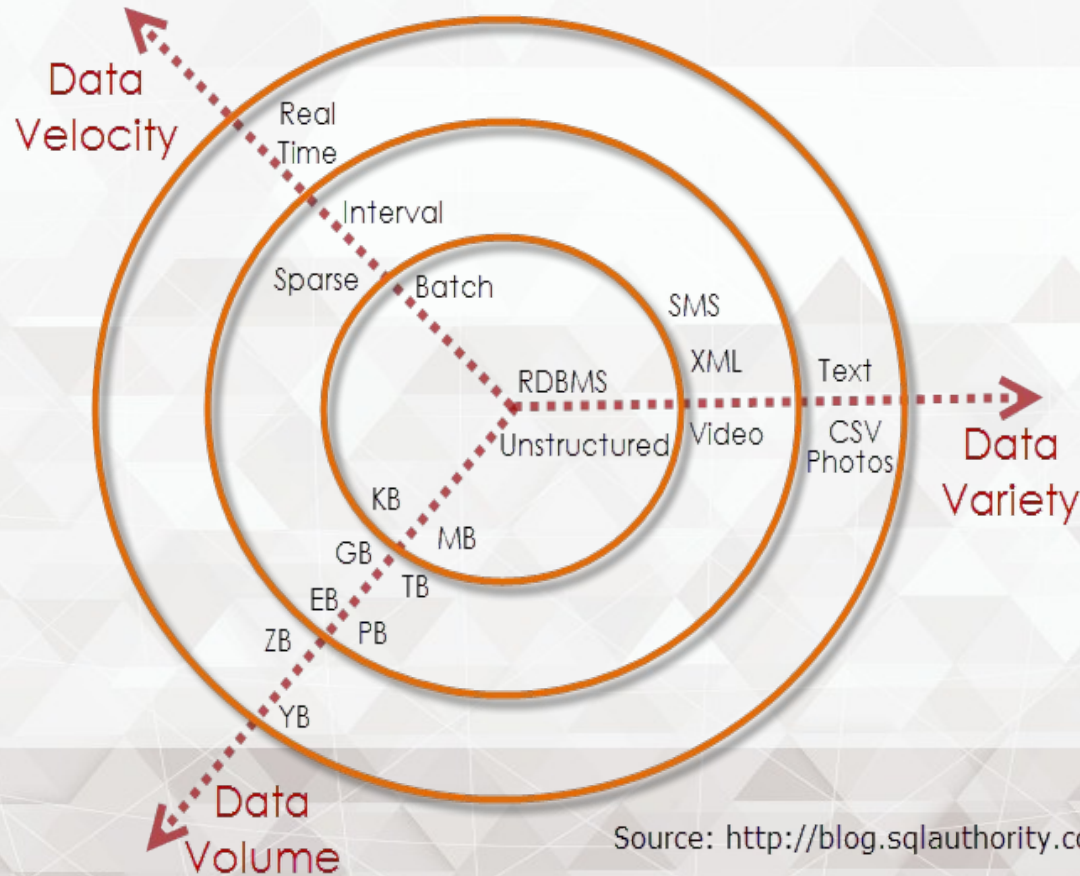 Data
Velocity
Real
Time
Interval
Sparse
Batch
SMS
XML
RDBMS
Text
Unstructured
Video
CSV
Photos
Data
Variety
KB
MB
GB
TB
EB
PB
ZB
YB
Data
Volume
Source: http://blog.sqlauthority.co